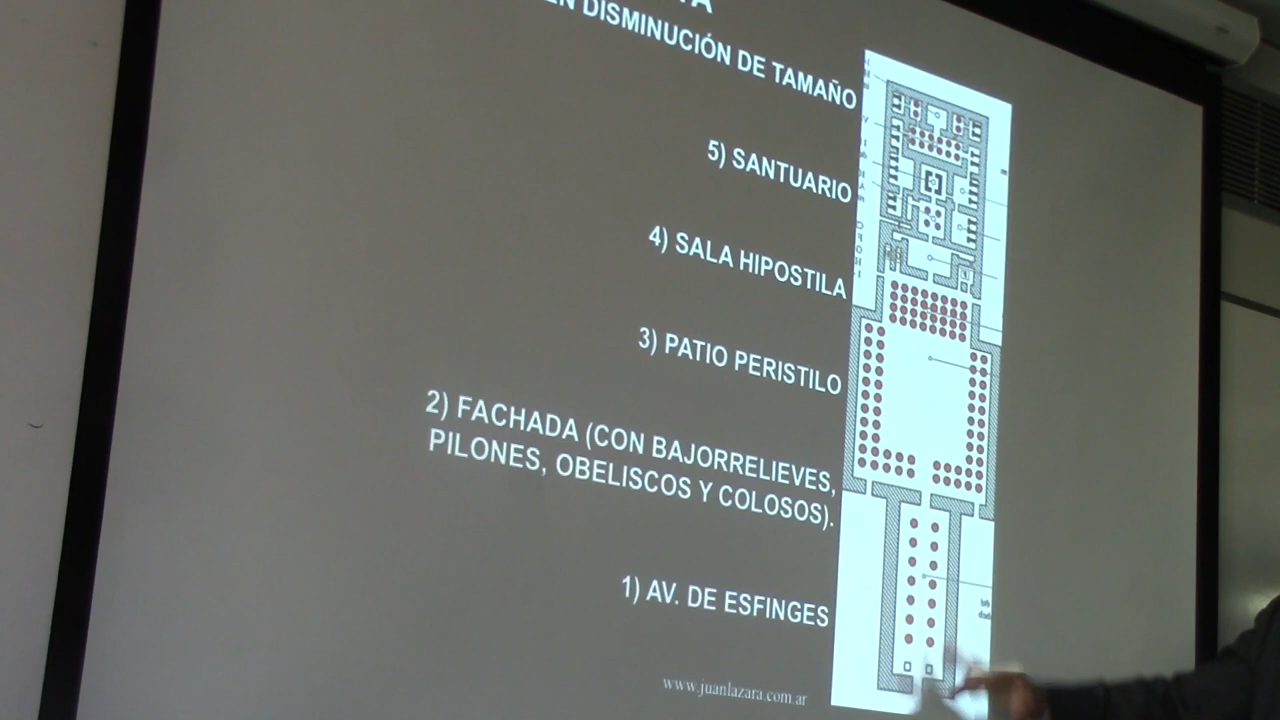 EN DISMINUCIÓN DE TAMAÑO
5) SANTUARIO
4) SALA HIPOSTILA
3) PATIO PERISTILO
2) FACHADA (CON BAJORRELIEVES,
PILONES, OBELISCOS Y COLOSOS).
1) AV. DE ESFINGES
www.juanlazara.com.ar